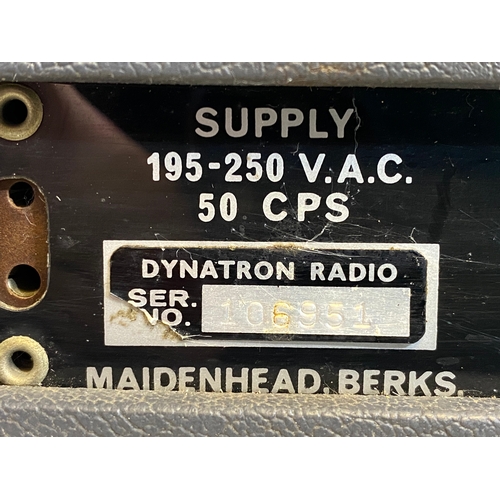 SUPPLY
195-250 V.A.C.
50 CPS
DYNATRON RADIO
SER. NO. 106951
MAIDENHEAD. BERKS.